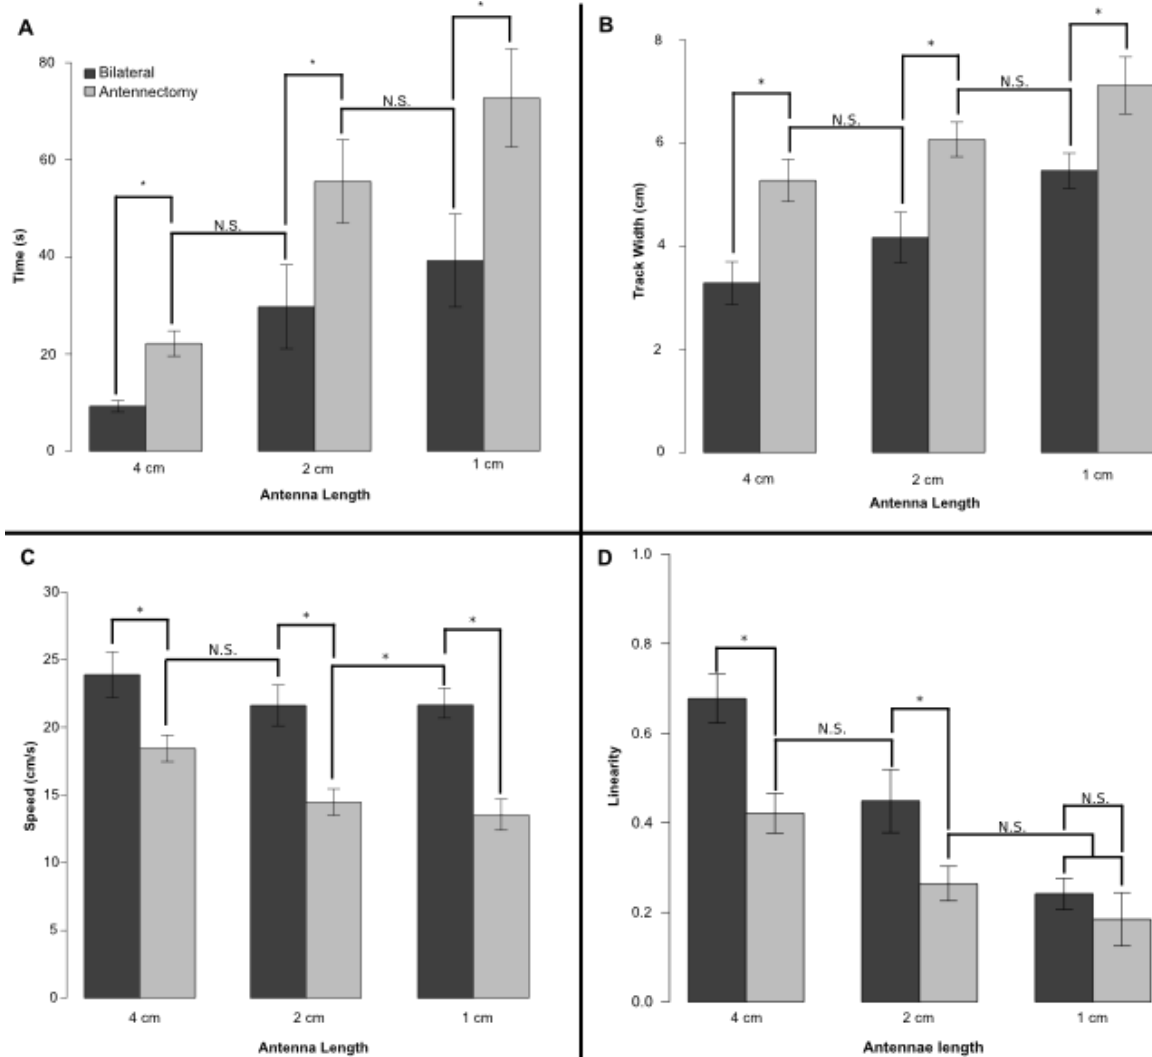 A
*
80
Bilateral
Antennectomy
*
N.S.
60
*
40
N.S.
20
0
Time (s)
4 cm
2 cm
1 cm
Antenna Length
B
*
8
*
*
N.S.
N.S.
6
4
2
0
Track Width (cm)
4 cm
2 cm
1 cm
Antenna Length
C
30
*
*
*
N.S.
*
25
20
15
10
5
0
Speed (cm/s)
4 cm
2 cm
1 cm
Antenna Length
D
1.0
0.8
*
*
N.S.
0.6
N.S.
N.S.
0.4
0.2
0.0
Linearity
4 cm
2 cm
1 cm
Antennae length